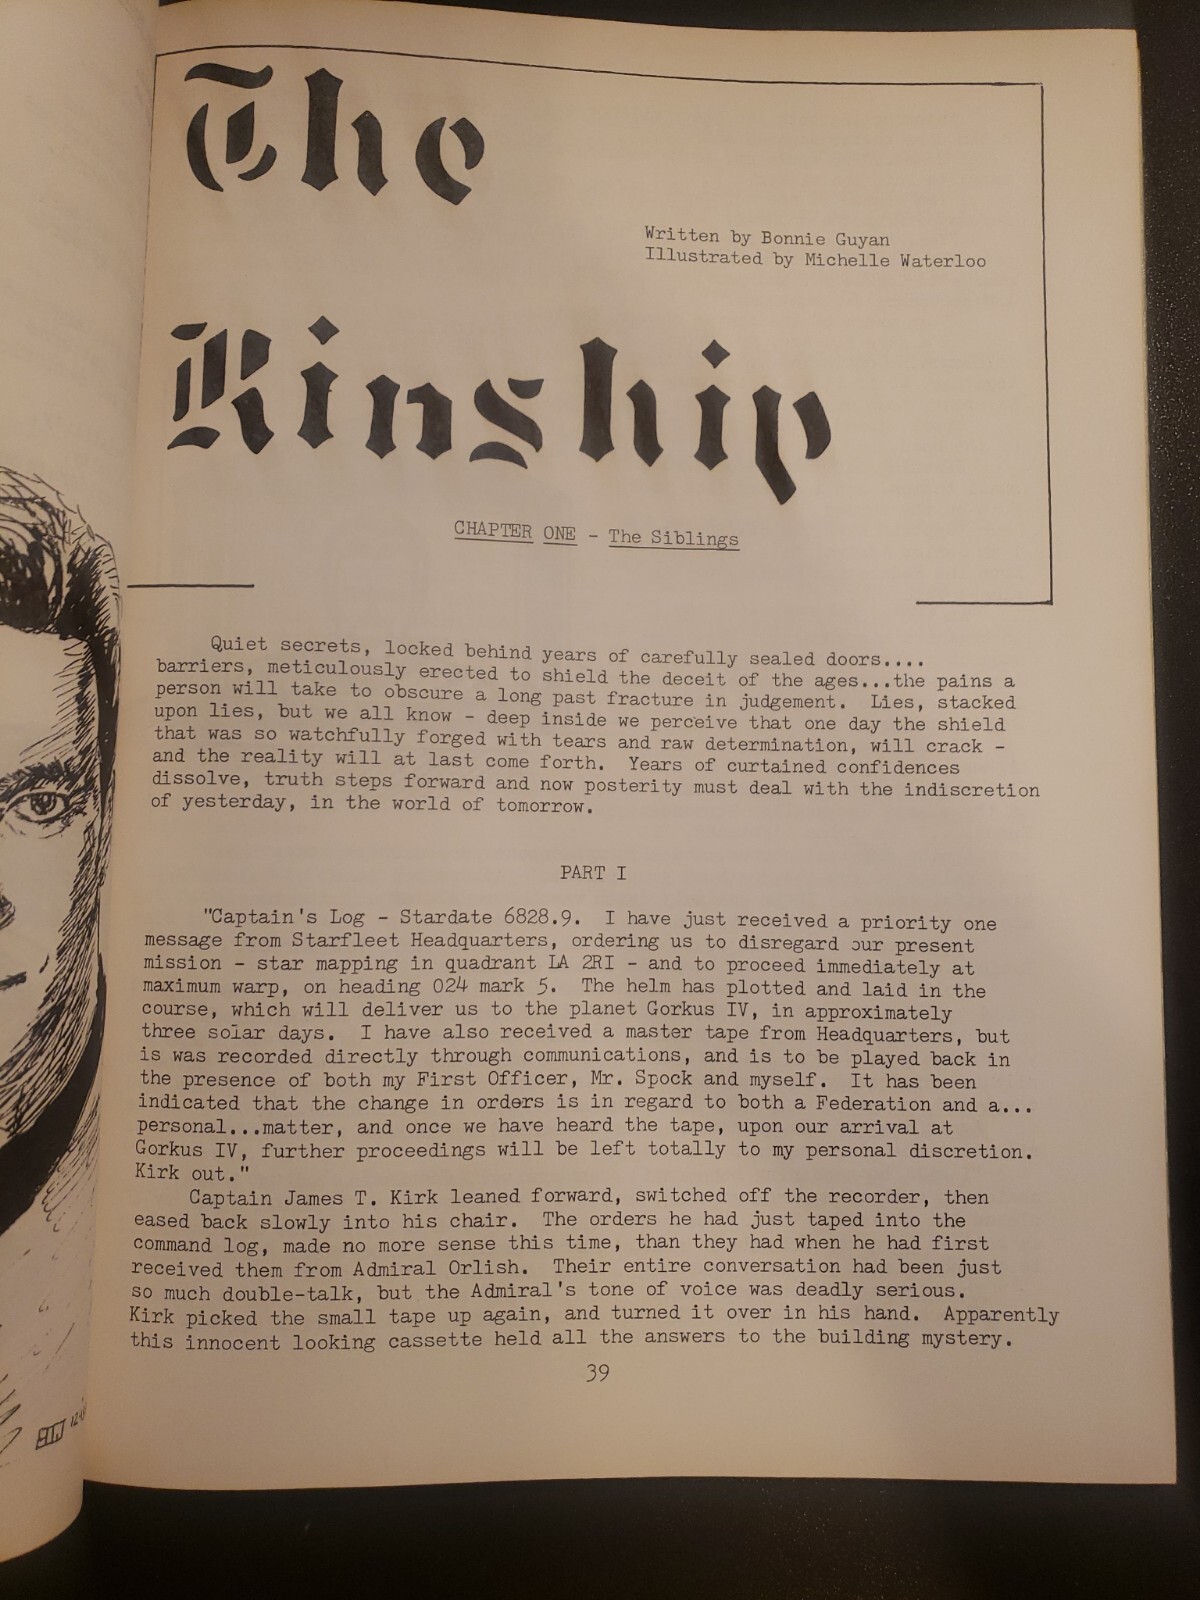 The
Written by Bonnie Guyan
Illustrated by Michelle Waterloo
Kinship
CHAPTER ONE - The Siblings
Quiet secrets, locked behind years of carefully sealed doors....
barriers, meticulously erected to shield the deceit of the ages...the pains a
person will take to obscure a long past fracture in judgement. Lies, stacked
upon lies, but we all know - deep inside we perceive that one day the shield
that was so watchfully forged with tears and raw determination, will crack -
and the reality will at last come forth. Years of curtained confidences
dissolve, truth steps forward and now posterity must deal with the indiscretion
of yesterday, in the world of tomorrow.
PART I
"Captain's Log - Stardate 6828.9. I have just received a priority one
message from Starfleet Headquarters, ordering us to disregard our present
mission - star mapping in quadrant LA 2RI - and to proceed immediately at
maximum warp, on heading 024 mark 5. The helm has plotted and laid in the
course, which will deliver us to the planet Gorkus IV, in approximately
three solar days. I have also received a master tape from Headquarters, but
is was recorded directly through communications, and is to be played back in
the presence of both my First Officer, Mr. Spock and myself. It has been
indicated that the change in orders is in regard to both a Federation and a...
personal...matter, and once we have heard the tape, upon our arrival at
Gorkus IV, further proceedings will be left totally to my personal discretion.
Kirk out."
Captain James T. Kirk leaned forward, switched off the recorder, then
eased back slowly into his chair. The orders he had just taped into the
command log, made no more sense this time, than they had when he had first
received them from Admiral Orlish. Their entire conversation had been just
so much double-talk, but the Admiral's tone of voice was deadly serious.
Kirk picked the small tape up again, and turned it over in his hand. Apparently
this innocent looking cassette held all the answers to the building mystery.
39